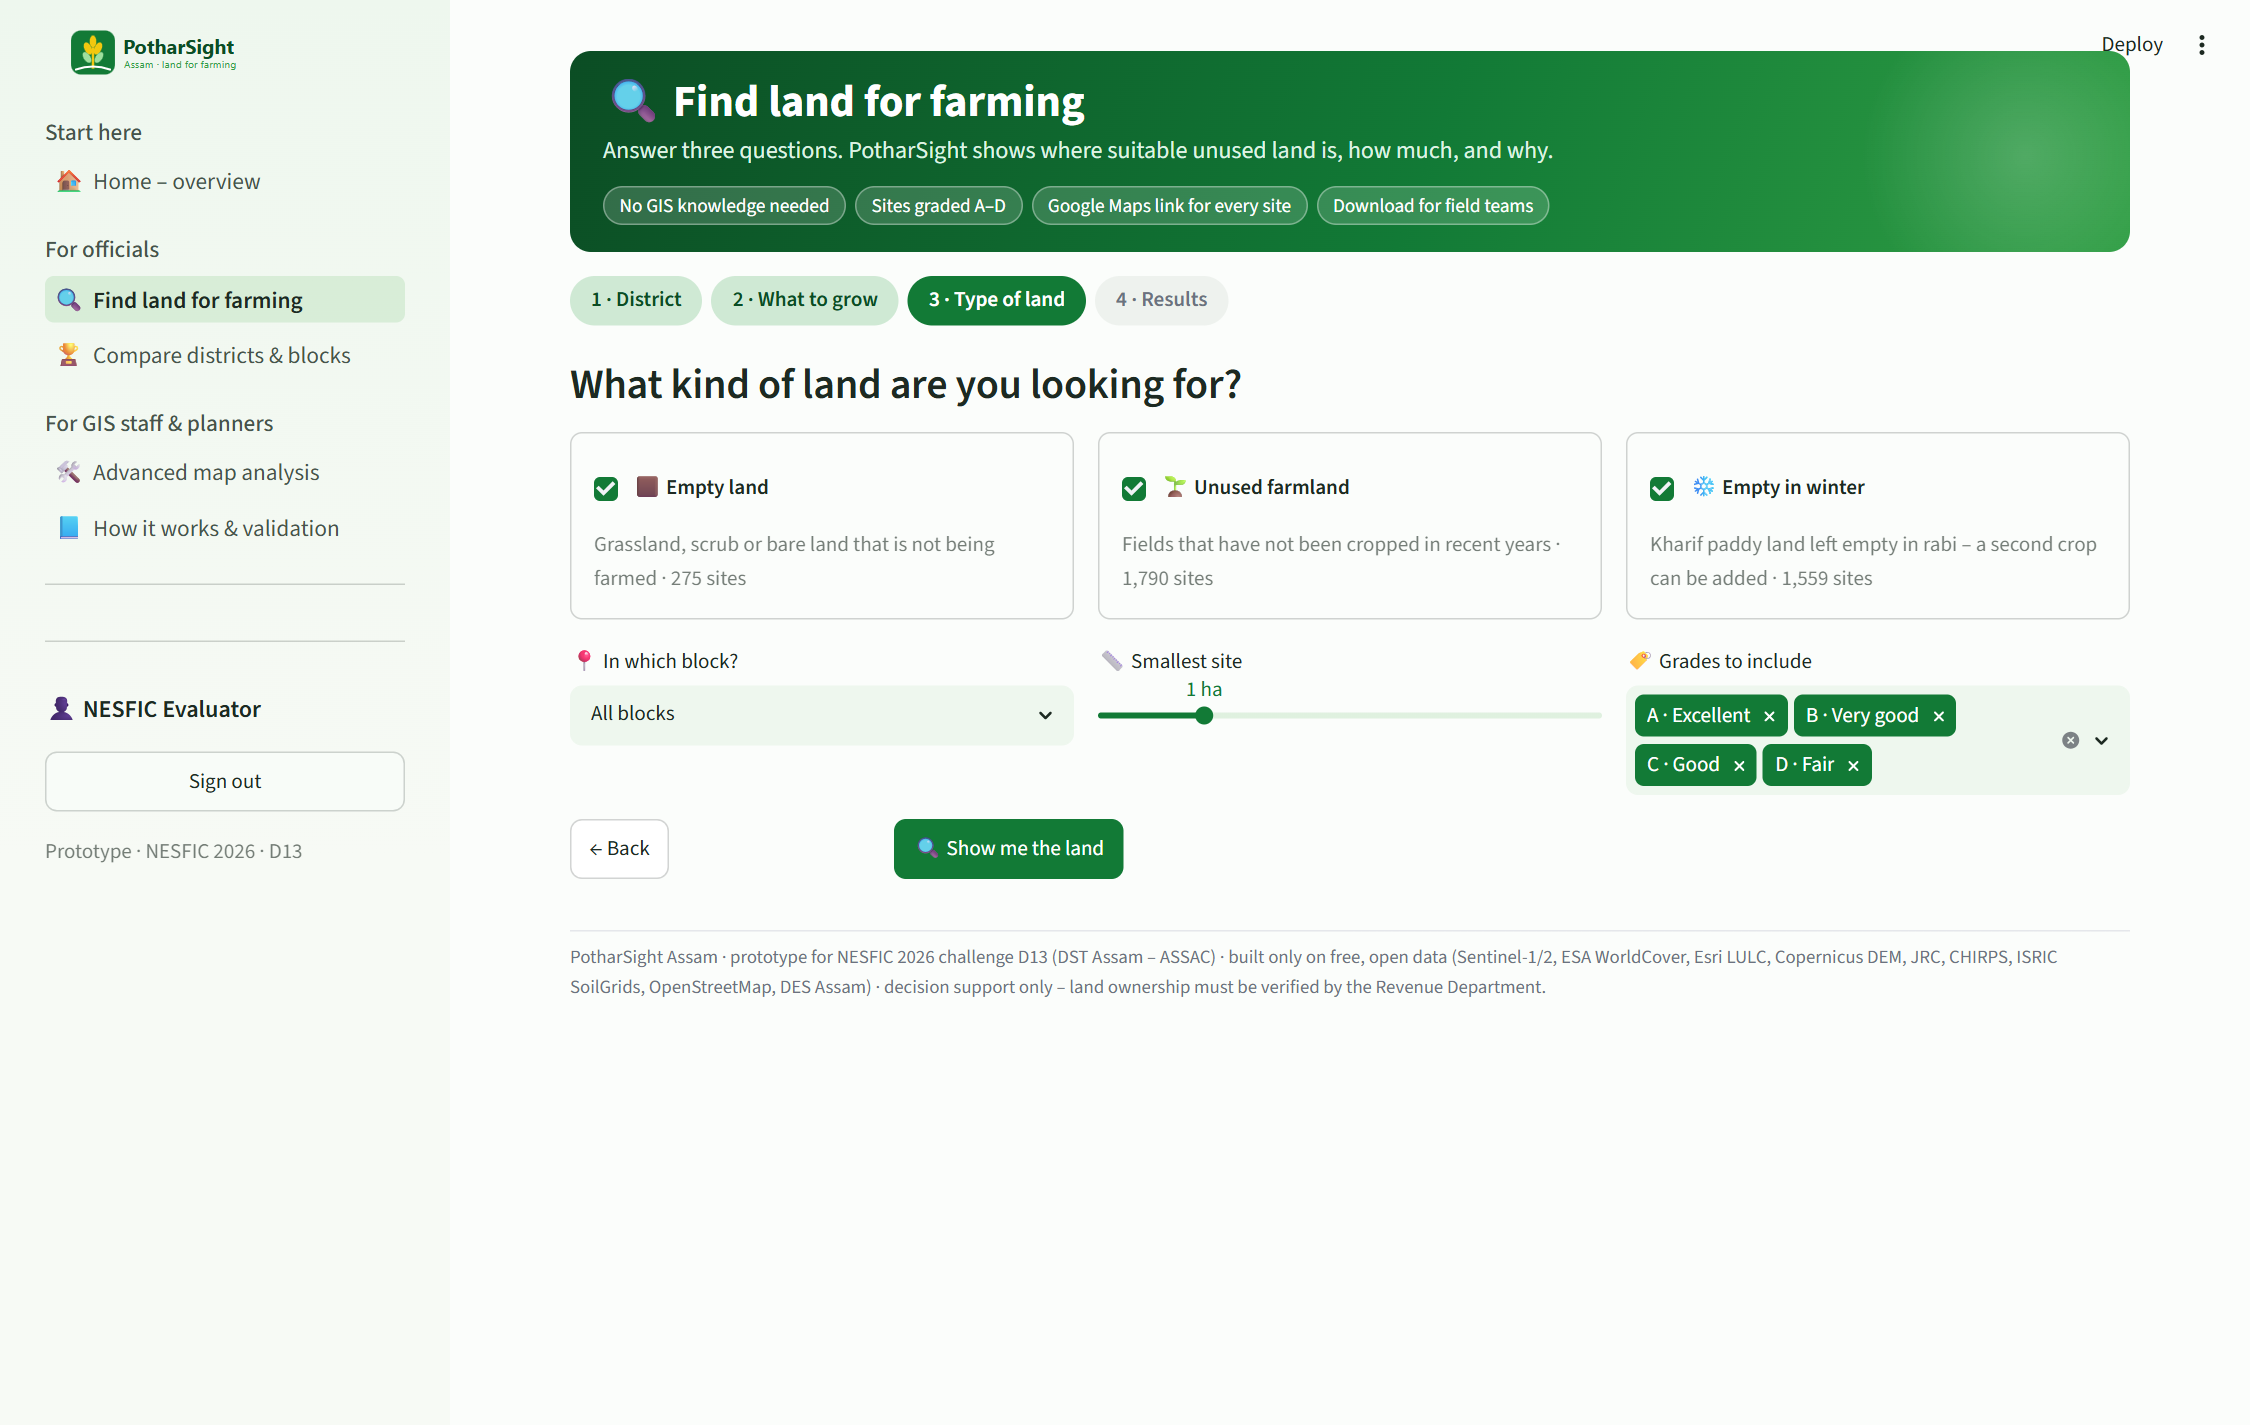 PotharSight
Assam · land for farming
Start here
Home – overview
For officials
Find land for farming
Compare districts & blocks
For GIS staff & planners
Advanced map analysis
How it works & validation
NESFIC Evaluator
Sign out
Prototype · NESFIC 2026 · D13
Deploy
Find land for farming
Answer three questions. PotharSight shows where suitable unused land is, how much, and why.
No GIS knowledge needed
Sites graded A–D
Google Maps link for every site
Download for field teams
1 · District
2 · What to grow
3 · Type of land
4 · Results
What kind of land are you looking for?
Empty land
Grassland, scrub or bare land that is not being
farmed · 275 sites
Unused farmland
Fields that have not been cropped in recent years ·
1,790 sites
Empty in winter
Kharif paddy land left empty in rabi – a second crop
can be added · 1,559 sites
In which block?
All blocks
Smallest site
1 ha
Grades to include
A · Excellent ×
B · Very good ×
C · Good ×
D · Fair ×
← Back
Show me the land
PotharSight Assam · prototype for NESFIC 2026 challenge D13 (DST Assam – ASSAC) · built only on free, open data (Sentinel-1/2, ESA WorldCover, Esri LULC, Copernicus DEM, JRC, CHIRPS, ISRIC
SoilGrids, OpenStreetMap, DES Assam) · decision support only – land ownership must be verified by the Revenue Department.